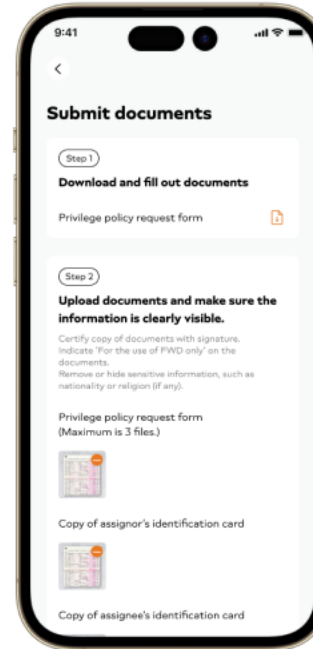 9:41
Submit documents
Step 1
Download and fill out documents
Privilege policy request form
Step 2
Upload documents and make sure the
information is clearly visible.
Certify copy of documents with signature.
Indicate 'For the use of FWD only' on the
documents.
Remove or hide sensitive information, such as
nationality or religion (if any).
Privilege policy request form
(Maximum is 3 files.)
Copy of assignor's identification card
Copy of assignee's identification card